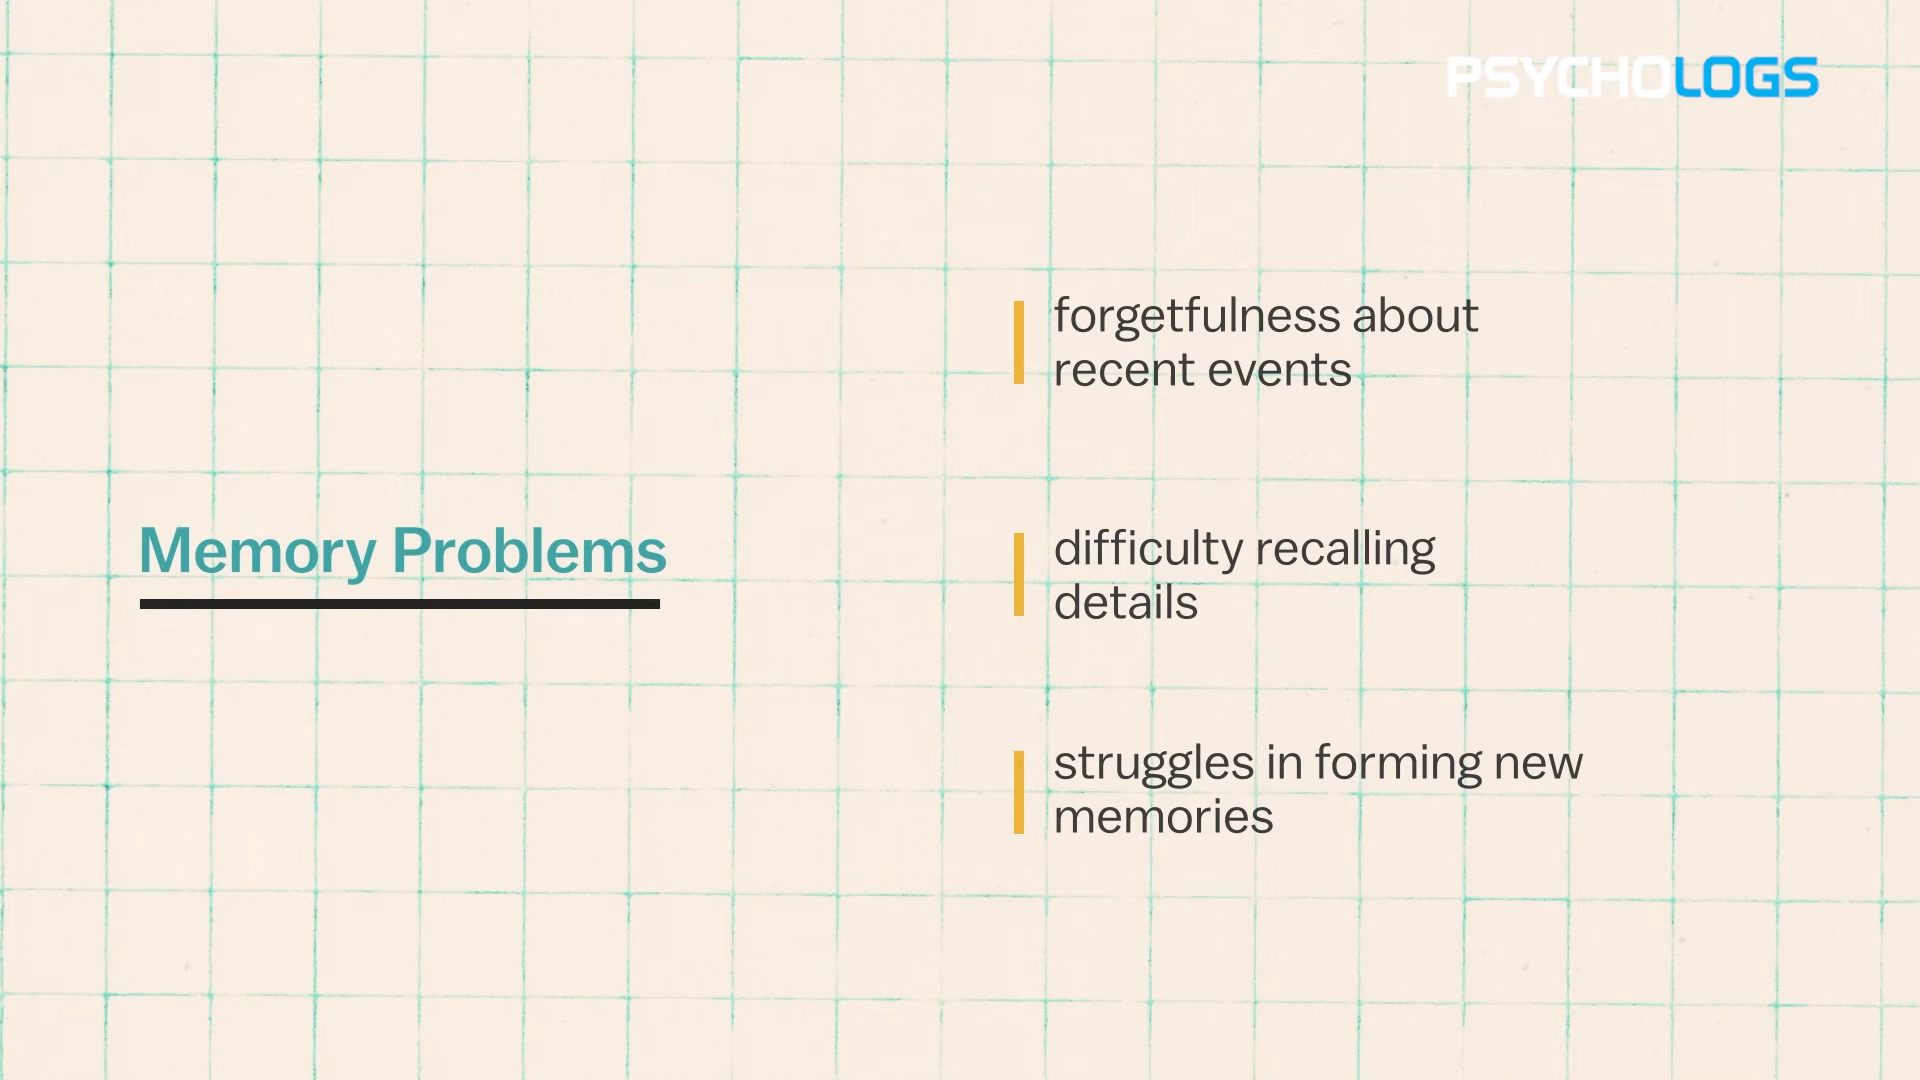 PSYCHOLOGS
Memory Problems
forgetfulness about
recent events
difficulty recalling
details
struggles in forming new
memories